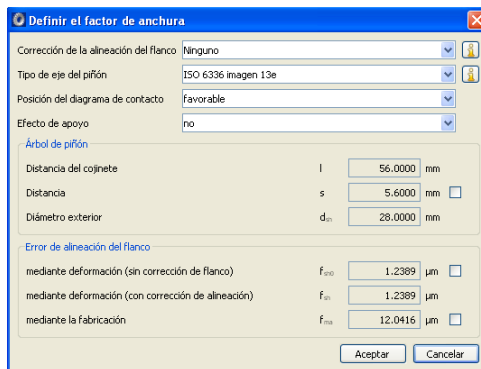 Definir el factor de anchura
Corrección de la alineación del flanco Ninguno
Tipo de eje del piñón ISO 6336 imagen 13e
Posición del diagrama de contacto favorable
Efecto de apoyo no
Árbol de piñón
Distancia del cojinete l 56.0000 mm
Distancia s 5.6000 mm
Diámetro exterior dsh 28.0000 mm
Error de alineación del flanco
mediante deformación (sin corrección de flanco) fsh0 1.2389 µm
mediante deformación (con corrección de alineación) fsh 1.2389 µm
mediante la fabricación fma 12.0416 µm
Aceptar Cancelar